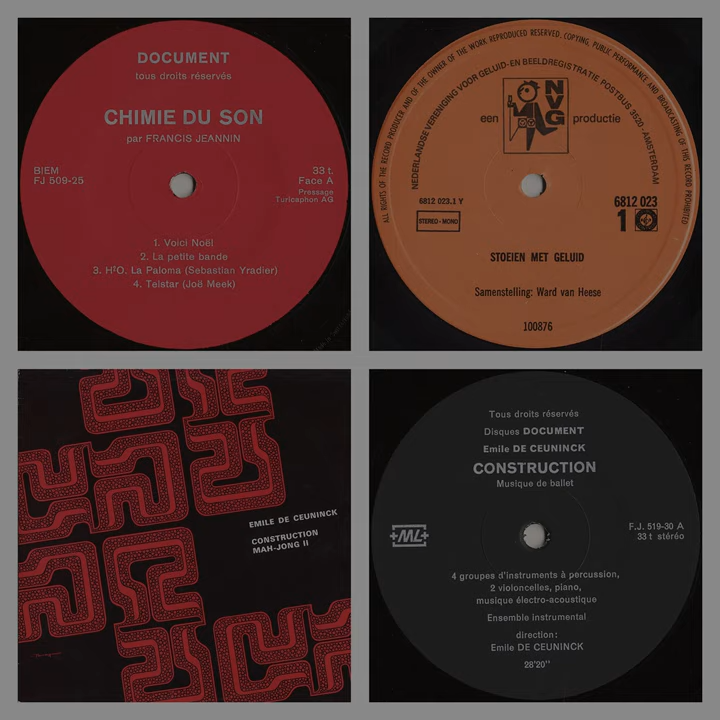 DOCUMENT
tous droits réservés
CHIMIE DU SON
par FRANCIS JEANNIN
BIEM
FJ 509-25
33 t.
Face A
Pressage
Turicaphon AG
1. Voici Noël
2. La petite bande
3. H²O. La Paloma (Sebastian Yradier)
4. Telstar (Joë Meek)
ALL RIGHTS OF THE RECORD PRODUCER AND OF THE OWNER OF THE WORK REPRODUCED RESERVED. COPYING, PUBLIC PERFORMANCE AND BROADCASTING OF THIS RECORD PROHIBITED
NEDERLANDSE VERENIGING VOOR GELUID- EN BEELDREGISTRATIE POSTBUS 3520 - AMSTERDAM
NVG
een productie
6812 023.1 Y
STEREO-MONO
6812 023
1
STOEIEN MET GELUID
Samenstelling: Ward van Heese
100876
EMILE DE CEUNINCK
CONSTRUCTION
MAH-JONG II
Tous droits réservés
Disques DOCUMENT
Emile DE CEUNINCK
CONSTRUCTION
Musique de ballet
ML
F.J. 519-30 A
33 t stéréo
4 groupes d'instruments à percussion,
2 violoncelles, piano,
musique électro-acoustique
Ensemble instrumental
direction:
Emile DE CEUNINCK
28'20''